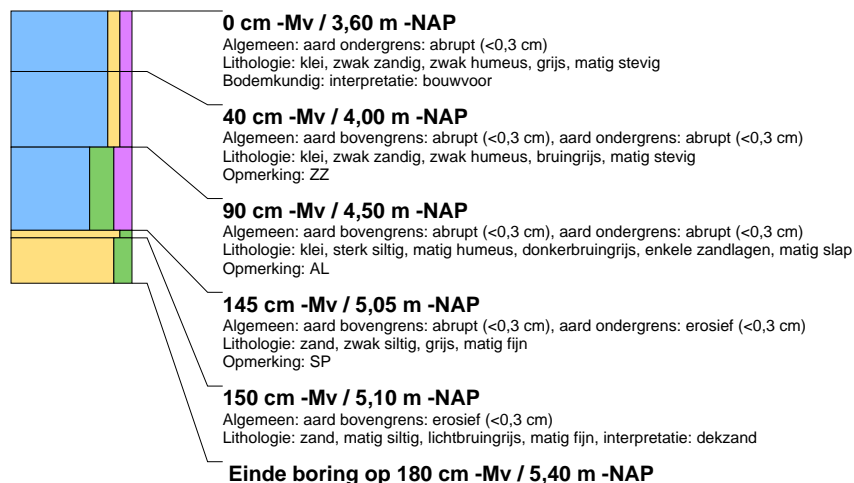 0 cm -Mv / 3,60 m -NAP
Algemeen: aard ondergrens: abrupt (<0,3 cm)
Lithologie: klei, zwak zandig, zwak humeus, grijs, matig stevig
Bodemkundig: interpretatie: bouwvoor
40 cm -Mv / 4,00 m -NAP
Algemeen: aard bovengrens: abrupt (<0,3 cm), aard ondergrens: abrupt (<0,3 cm)
Lithologie: klei, zwak zandig, zwak humeus, bruingrijs, matig stevig
Opmerking: ZZ
90 cm -Mv / 4,50 m -NAP
Algemeen: aard bovengrens: abrupt (<0,3 cm), aard ondergrens: abrupt (<0,3 cm)
Lithologie: klei, sterk siltig, matig humeus, donkerbruingrijs, enkele zandlagen, matig slap
Opmerking: AL
145 cm -Mv / 5,05 m -NAP
Algemeen: aard bovengrens: abrupt (<0,3 cm), aard ondergrens: erosief (<0,3 cm)
Lithologie: zand, zwak siltig, grijs, matig fijn
Opmerking: SP
150 cm -Mv / 5,10 m -NAP
Algemeen: aard bovengrens: erosief (<0,3 cm)
Lithologie: zand, matig siltig, lichtbruingrijs, matig fijn, interpretatie: dekzand
Einde boring op 180 cm -Mv / 5,40 m -NAP